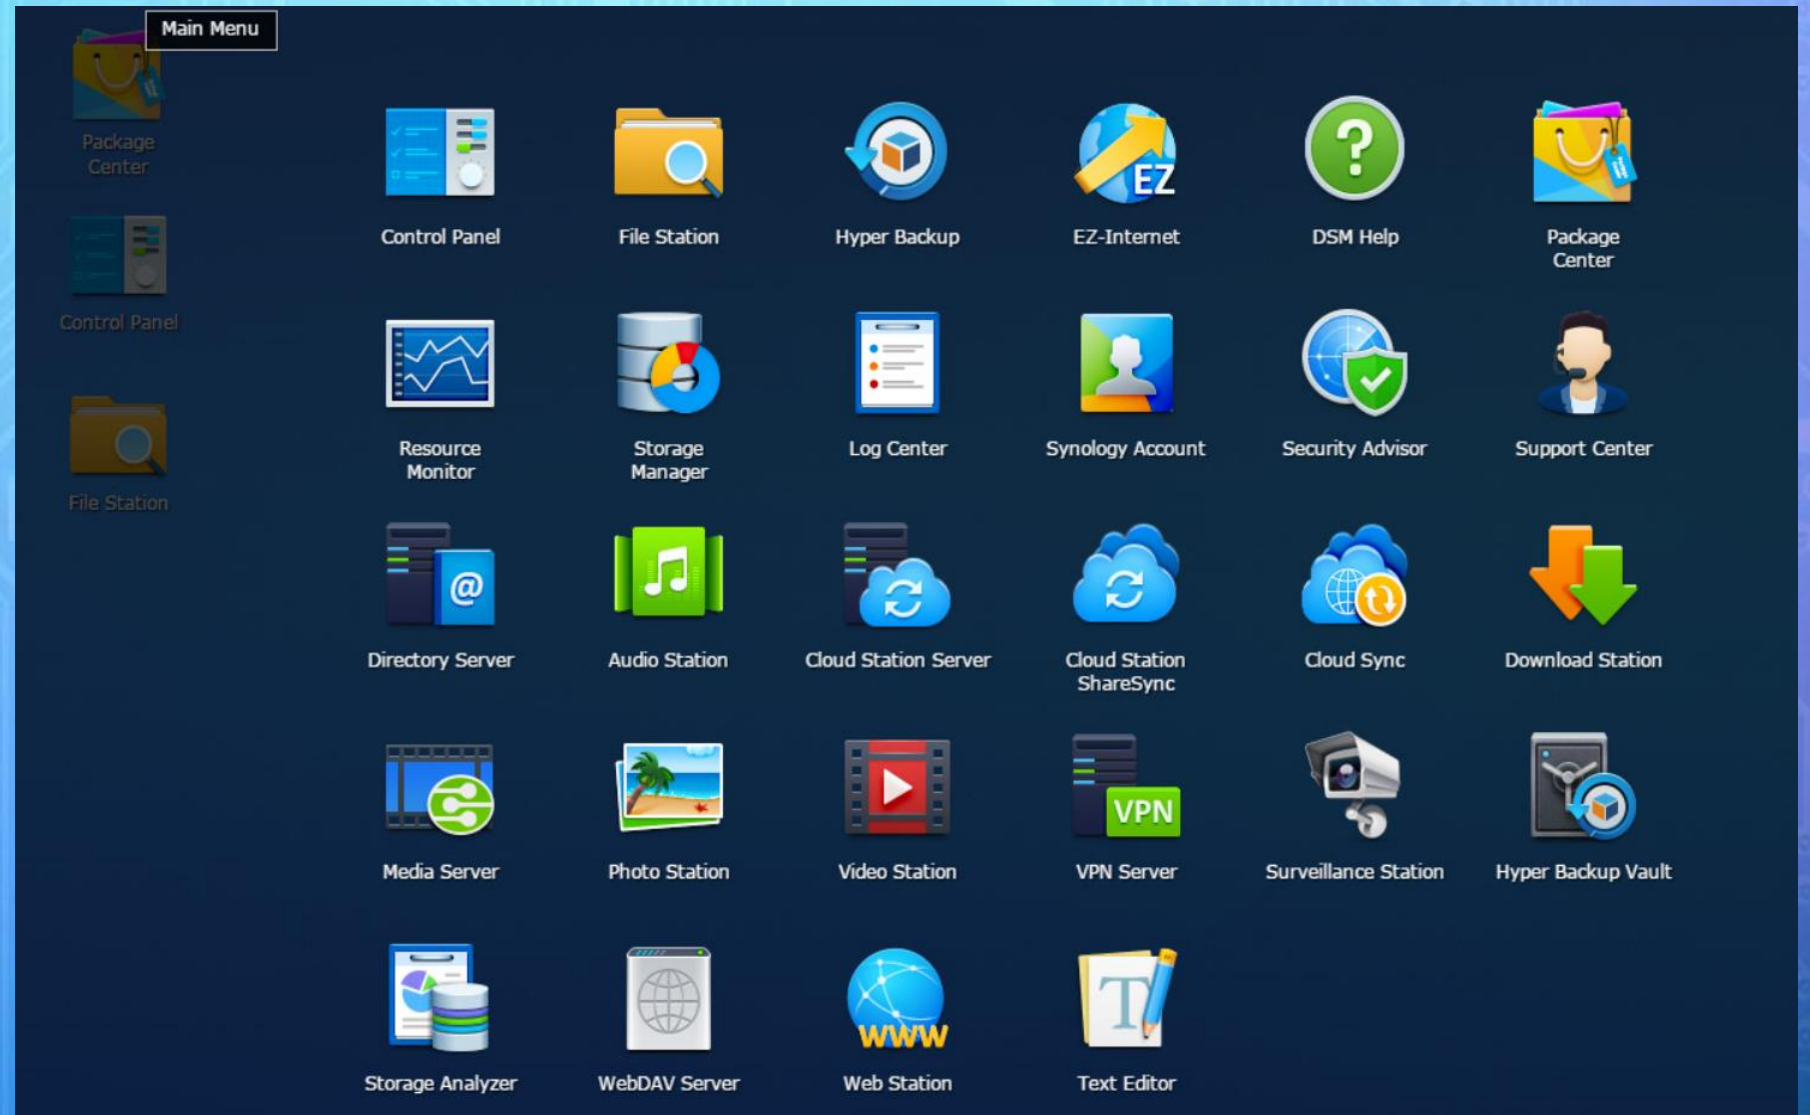 Main Menu
Package
Center
Control Panel
File Station
Control Panel
File Station
Hyper Backup
EZ
EZ-Internet
?
DSM Help
Package
Center
Resource
Monitor
Storage
Manager
Log Center
Synology Account
Security Advisor
Support Center
@
Directory Server
Audio Station
Cloud Station Server
Cloud Station
ShareSync
Cloud Sync
Download Station
Media Server
Photo Station
Video Station
VPN
VPN Server
Surveillance Station
Hyper Backup Vault
Storage Analyzer
WebDAV Server
WWW
Web Station
T
Text Editor